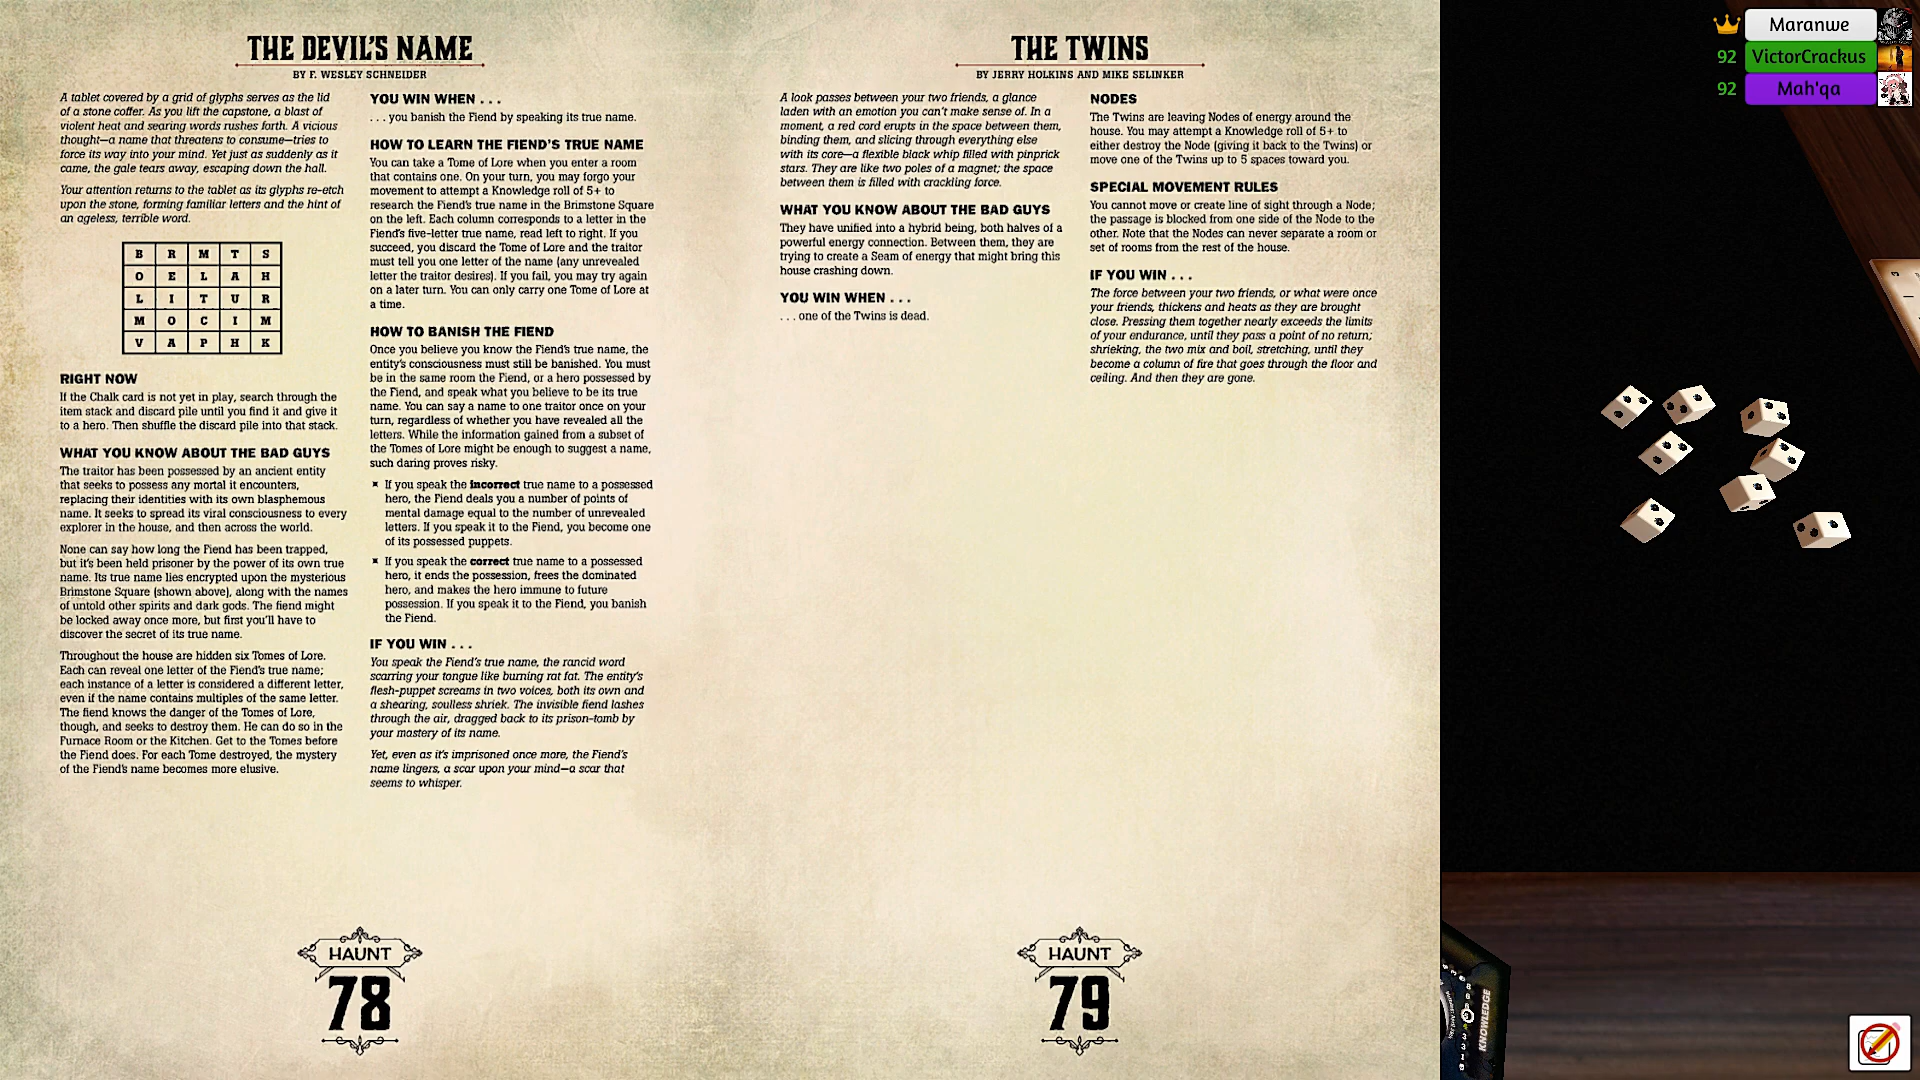 THE DEVIL'S NAME
BY F. WESLEY SCHNEIDER
A tablet covered by a grid of glyphs serves as the lid
of a stone coffer. As you lift the capstone, a blast of
violent heat and searing words rushes forth. A vicious
thought—a name that threatens to consume—tries to
force its way into your mind. Yet just as suddenly as it
came, the gale tears away, escaping down the hall.
Your attention returns to the tablet as its glyphs re-etch
upon the stone, forming familiar letters and the hint of
an ageless, terrible word.
B R M T S
O E L A H
L I T U R
M O C I M
V A P H K
RIGHT NOW
If the Chalk card is not yet in play, search through the
item stack and discard pile until you find it and give it
to a hero. Then shuffle the discard pile into that stack.
WHAT YOU KNOW ABOUT THE BAD GUYS
The traitor has been possessed by an ancient entity
that seeks to possess any mortal it encounters,
replacing their identities with its own blasphemous
name. It seeks to spread its viral consciousness to every
explorer in the house, and then across the world.
None can say how long the Fiend has been trapped,
but it's been held prisoner by the power of its own true
name. Its true name lies encrypted upon the mysterious
Brimstone Square (shown above), along with the names
of untold other spirits and dark gods. The fiend might
be locked away once more, but first you'll have to
discover the secret of its true name.
Throughout the house are hidden six Tomes of Lore.
Each can reveal one letter of the Fiend's true name;
each instance of a letter is considered a different letter,
even if the name contains multiples of the same letter.
The fiend knows the danger of the Tomes of Lore,
though, and seeks to destroy them. He can do so in the
Furnace Room or the Kitchen. Get to the Tomes before
the Fiend does. For each Tome destroyed, the mystery
of the Fiend's name becomes more elusive.
YOU WIN WHEN . . .
. . . you banish the Fiend by speaking its true name.
HOW TO LEARN THE FIEND'S TRUE NAME
You can take a Tome of Lore when you enter a room
that contains one. On your turn, you may forgo your
movement to attempt a Knowledge roll of 5+ to
research the Fiend's true name in the Brimstone Square
on the left. Each column corresponds to a letter in the
Fiend's five-letter true name, read left to right. If you
succeed, you discard the Tome of Lore and the traitor
must tell you one letter of the name (any unrevealed
letter the traitor desires). If you fail, you may try again
on a later turn. You can only carry one Tome of Lore at
a time.
HOW TO BANISH THE FIEND
Once you believe you know the Fiend's true name, the
entity's consciousness must still be banished. You must
be in the same room the Fiend, or a hero possessed by
the Fiend, and speak what you believe to be its true
name. You can say a name to one traitor once on your
turn, regardless of whether you have revealed all the
letters. While the information gained from a subset of
the Tomes of Lore might be enough to suggest a name,
such daring proves risky.
If you speak the incorrect true name to a possessed
hero, the Fiend deals you a number of points of
mental damage equal to the number of unrevealed
letters. If you speak it to the Fiend, you become one
of its possessed puppets.
If you speak the correct true name to a possessed
hero, it ends the possession, frees the dominated
hero, and makes the hero immune to future
possession. If you speak it to the Fiend, you banish
the Fiend.
IF YOU WIN . . .
You speak the Fiend's true name, the rancid word
scarring your tongue like burning rat fat. The entity's
flesh-puppet screams in two voices, both its own and
a shearing, soulless shriek. The invisible fiend lashes
through the air, dragged back to its prison-tomb by
your mastery of its name.
Yet, even as it's imprisoned once more, the Fiend's
name lingers, a scar upon your mind—a scar that
seems to whisper.
HAUNT
78
THE TWINS
BY JERRY HOLKINS AND MIKE SELINKER
A look passes between your two friends, a glance
laden with an emotion you can't make sense of. In a
moment, a red cord erupts in the space between them,
binding them, and slicing through everything else
with its core—a flexible black whip filled with pinprick
stars. They are like two poles of a magnet; the space
between them is filled with crackling force.
WHAT YOU KNOW ABOUT THE BAD GUYS
They have unified into a hybrid being, both halves of a
powerful energy connection. Between them, they are
trying to create a Seam of energy that might bring this
house crashing down.
YOU WIN WHEN . . .
. . . one of the Twins is dead.
NODES
The Twins are leaving Nodes of energy around the
house. You may attempt a Knowledge roll of 5+ to
either destroy the Node (giving it back to the Twins) or
move one of the Twins up to 5 spaces toward you.
SPECIAL MOVEMENT RULES
You cannot move or create line of sight through a Node;
the passage is blocked from one side of the Node to the
other. Note that the Nodes can never separate a room or
set of rooms from the rest of the house.
IF YOU WIN . . .
The force between your two friends, or what were once
your friends, thickens and heats as they are brought
close. Pressing them together nearly exceeds the limits
of your endurance, until they pass a point of no return;
shrieking, the two mix and boil, stretching, until they
become a column of fire that goes through the floor and
ceiling. And then they are gone.
HAUNT
79
Maranwe
92 VictorCrackus
92 Mah'qa
KNOWLEDGE